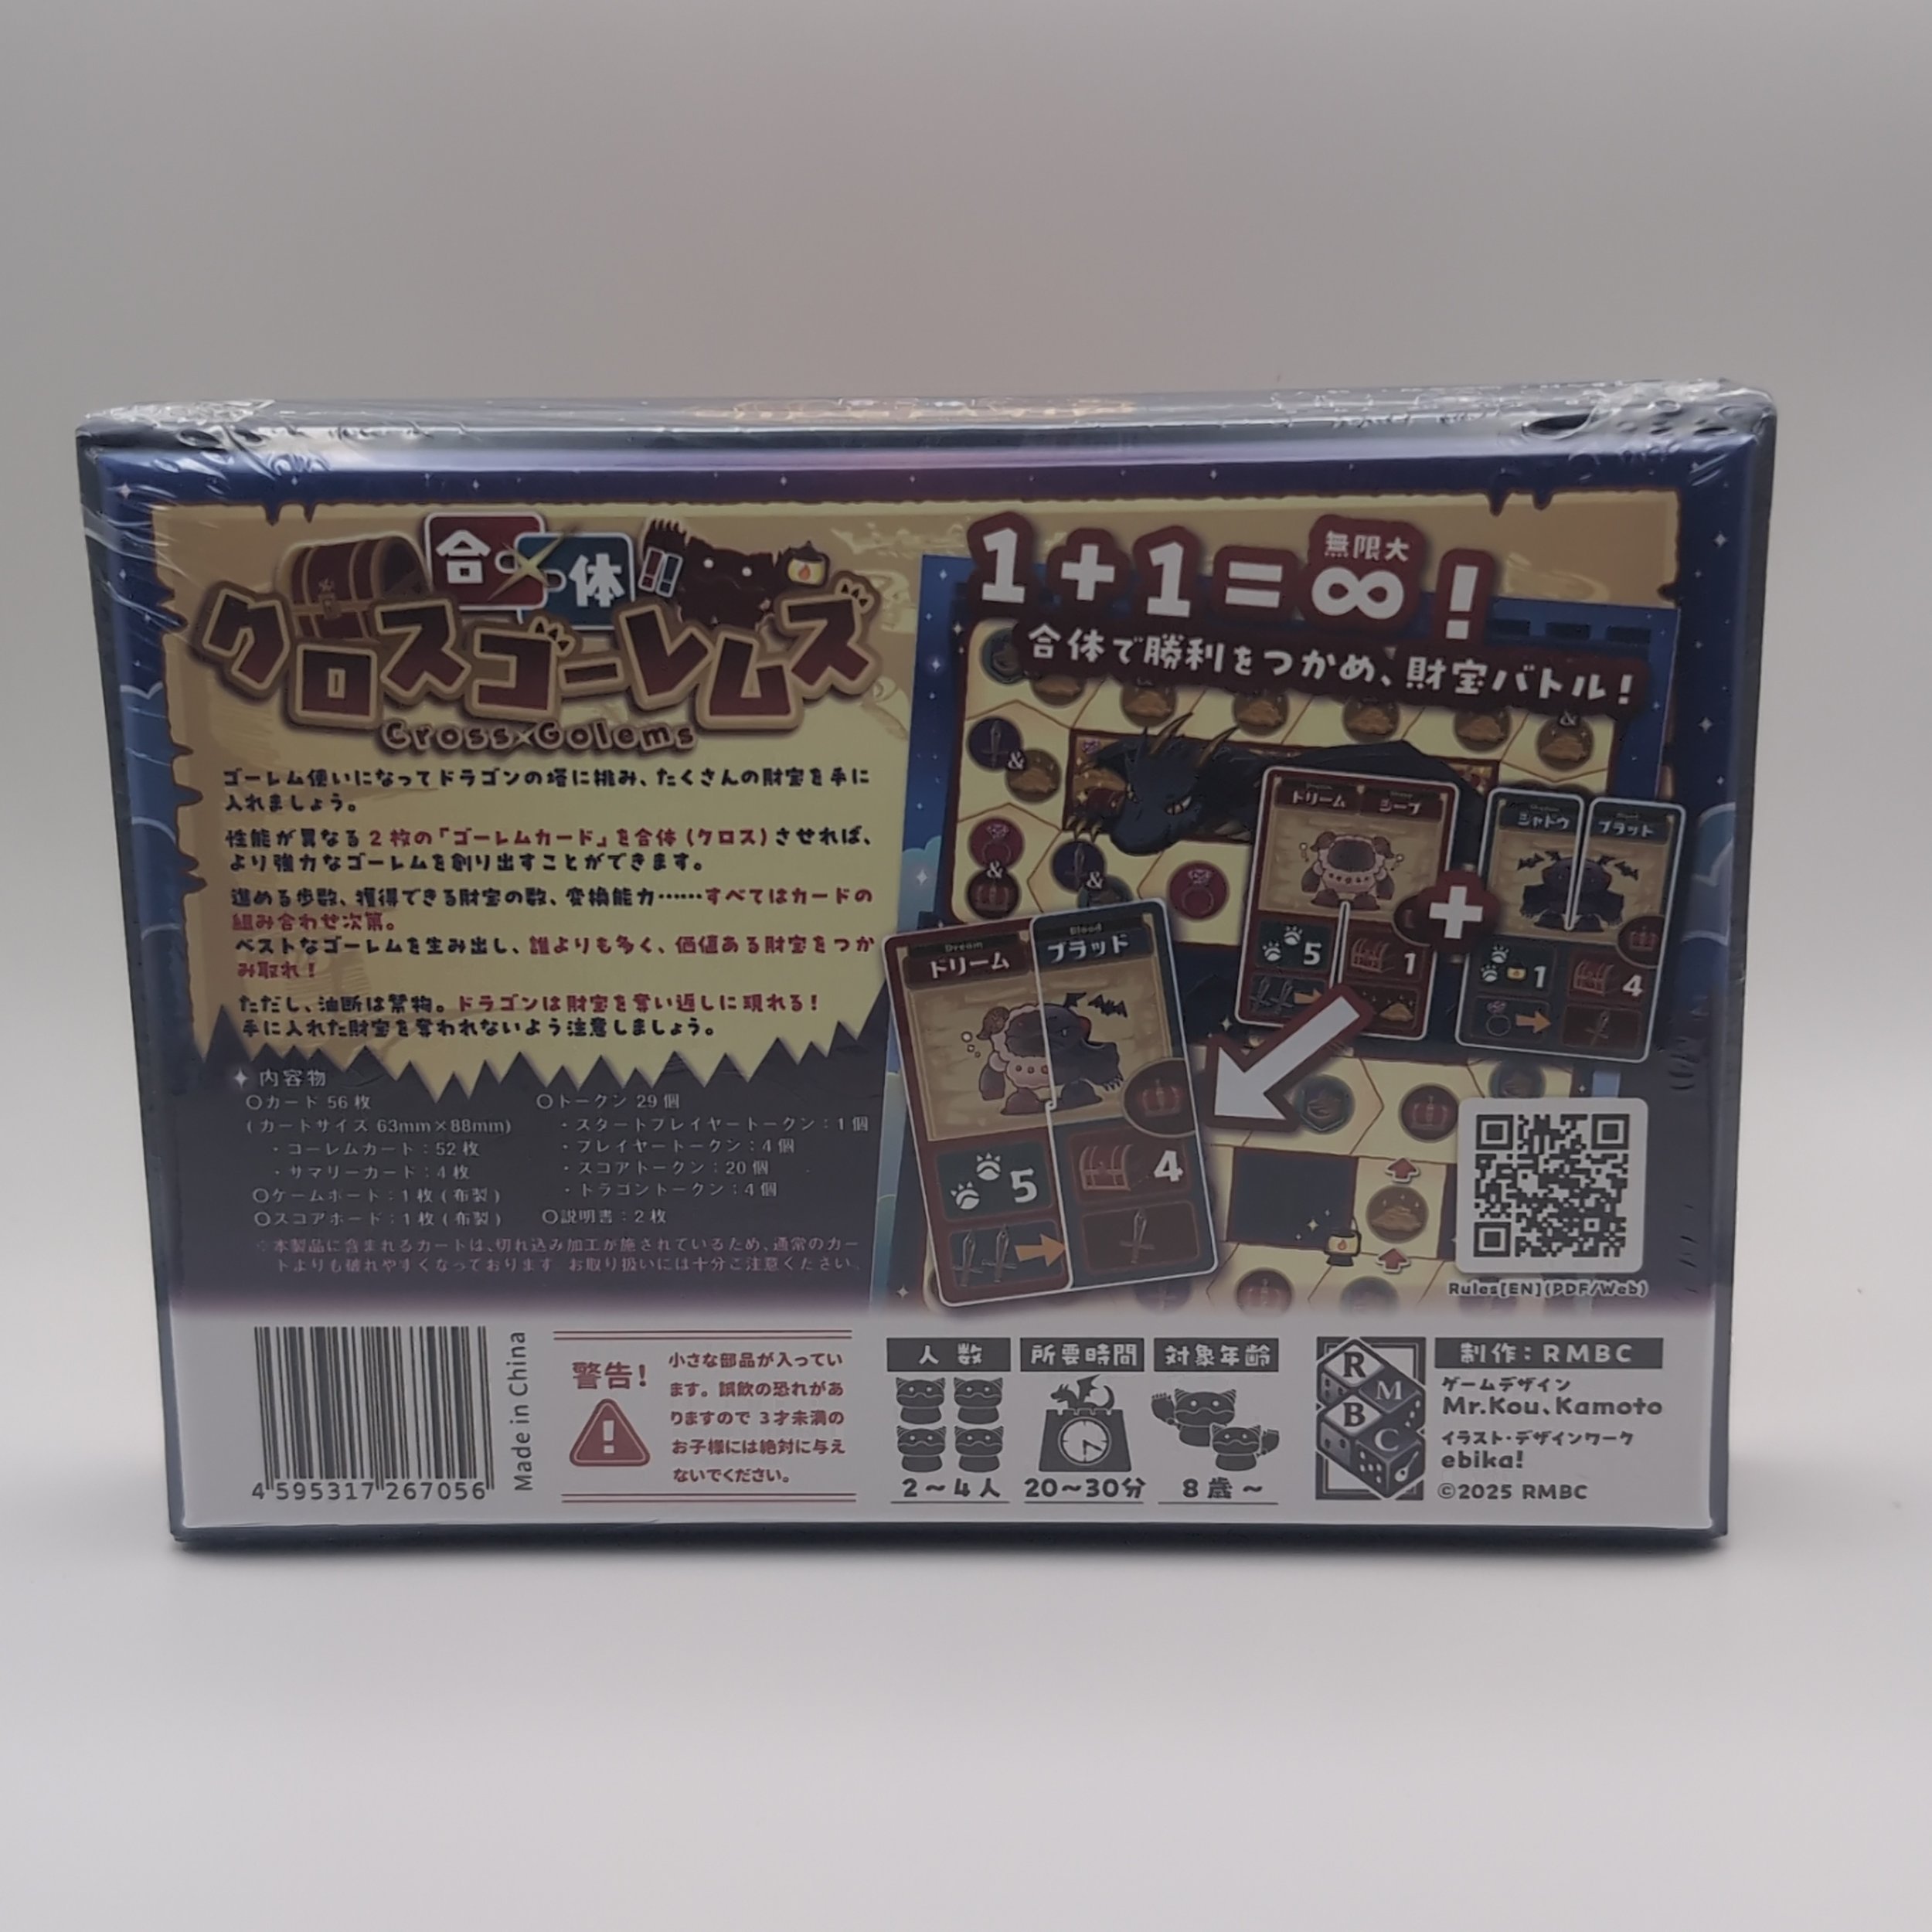 合×体!!
クロスゴーレムズ
Cross×Golems
ゴーレム使いになってドラゴンの塔に挑み、たくさんの財宝を手に
入れましょう。
性能が異なる2枚の「ゴーレムカード」を合体(クロス)させれば、
より強力なゴーレムを創り出すことができます。
進める歩数、獲得できる財宝の数、変換能力……すべてはカードの
組み合わせ次第。
ベストなゴーレムを生み出し、誰よりも多く、価値ある財宝をつか
み取れ!
ただし、油断は禁物。ドラゴンは財宝を奪い返しに現れる!
手に入れた財宝を奪われないよう注意しましょう。
内容物
○カード 56枚
(カードサイズ 63mm×88mm)
・ゴーレムカード:52枚
・サマリーカード:4枚
○ゲームボード:1枚(布製)
○スコアボード:1枚(布製)
○トークン 29個
・スタートプレイヤートークン:1個
・プレイヤートークン:4個
・スコアトークン:20個
・ドラゴントークン:4個
○説明書:2枚
※本製品に含まれるカードは、切れ込み加工が施されているため、通常のカー
ドよりも破れやすくなっております。お取り扱いには十分ご注意ください。
1+1=∞!
無限大
合体で勝利をつかめ、財宝バトル!
&
&
&
&
ドリーム シープ
5 1
+
Shadow Blood
シャドウ ブラッド
1 4
Dream Blood
ドリーム ブラッド
5 4
Rules[EN](PDF/Web)
4 595317 267056
Made in China
警告!
小さな部品が入ってい
ます。誤飲の恐れがあ
りますので3才未満の
お子様には絶対に与え
ないでください。
人数
2〜4人
所要時間
20〜30分
対象年齢
8歳〜
R
M
B
C
制作:RMBC
ゲームデザイン
Mr.Kou、Kamoto
イラスト・デザインワーク
ebika!
©2025 RMBC